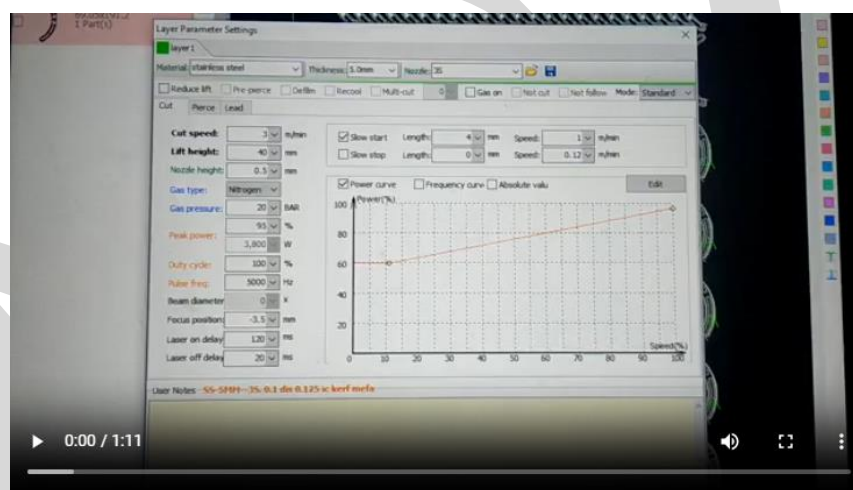 1 Part(s)
Layer Parameter Settings
layer1
Material: stainless steel Thickness: 5.0mm Nozzle: 3S
Reduce lift Pre-pierce Defilm Recool Multi-cut 0 Gas on Not cut Not follow Mode: Standard
Cut Pierce Lead
Cut speed: 3 m/min
Lift height: 40 mm
Nozzle height: 0.5 mm
Gas type: Nitrogen
Gas pressure: 20 BAR
Peak power: 95 %
3,800 W
Duty cycle: 100 %
Pulse freq: 5000 Hz
Beam diameter 0 x
Focus position: -3.5 mm
Laser on delay 120 ms
Laser off delay 20 ms
Slow start Length: 4 mm Speed: 1 m/min
Slow stop Length: 0 mm Speed: 0.12 m/min
Power curve Frequency curv Absolute valu Edit
Power(%)
100
80
60
40
20
0 10 20 30 40 50 60 70 80 90 100
Speed(%)
User Notes
0:00 / 1:11